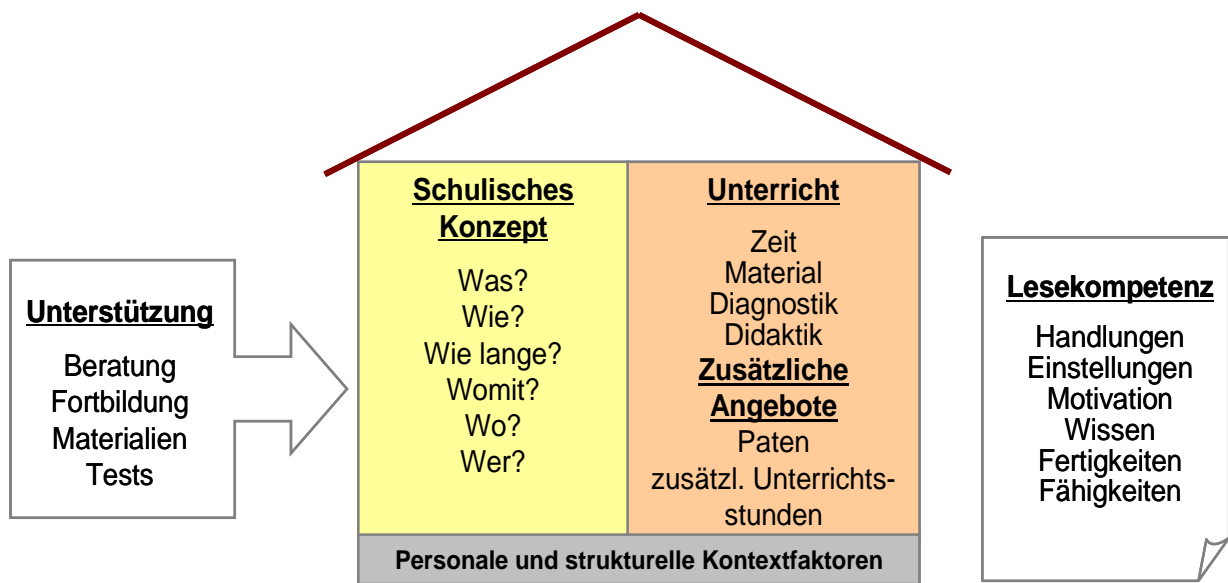 Unterstützung
Beratung
Fortbildung
Materialien
Tests
Schulisches
Konzept
Was?
Wie?
Wie lange?
Womit?
Wo?
Wer?
Unterricht
Zeit
Material
Diagnostik
Didaktik
Zusätzliche
Angebote
Paten
zusätzl. Unterrichts-
stunden
Personale und strukturelle Kontextfaktoren
Lesekompetenz
Handlungen
Einstellungen
Motivation
Wissen
Fertigkeiten
Fähigkeiten